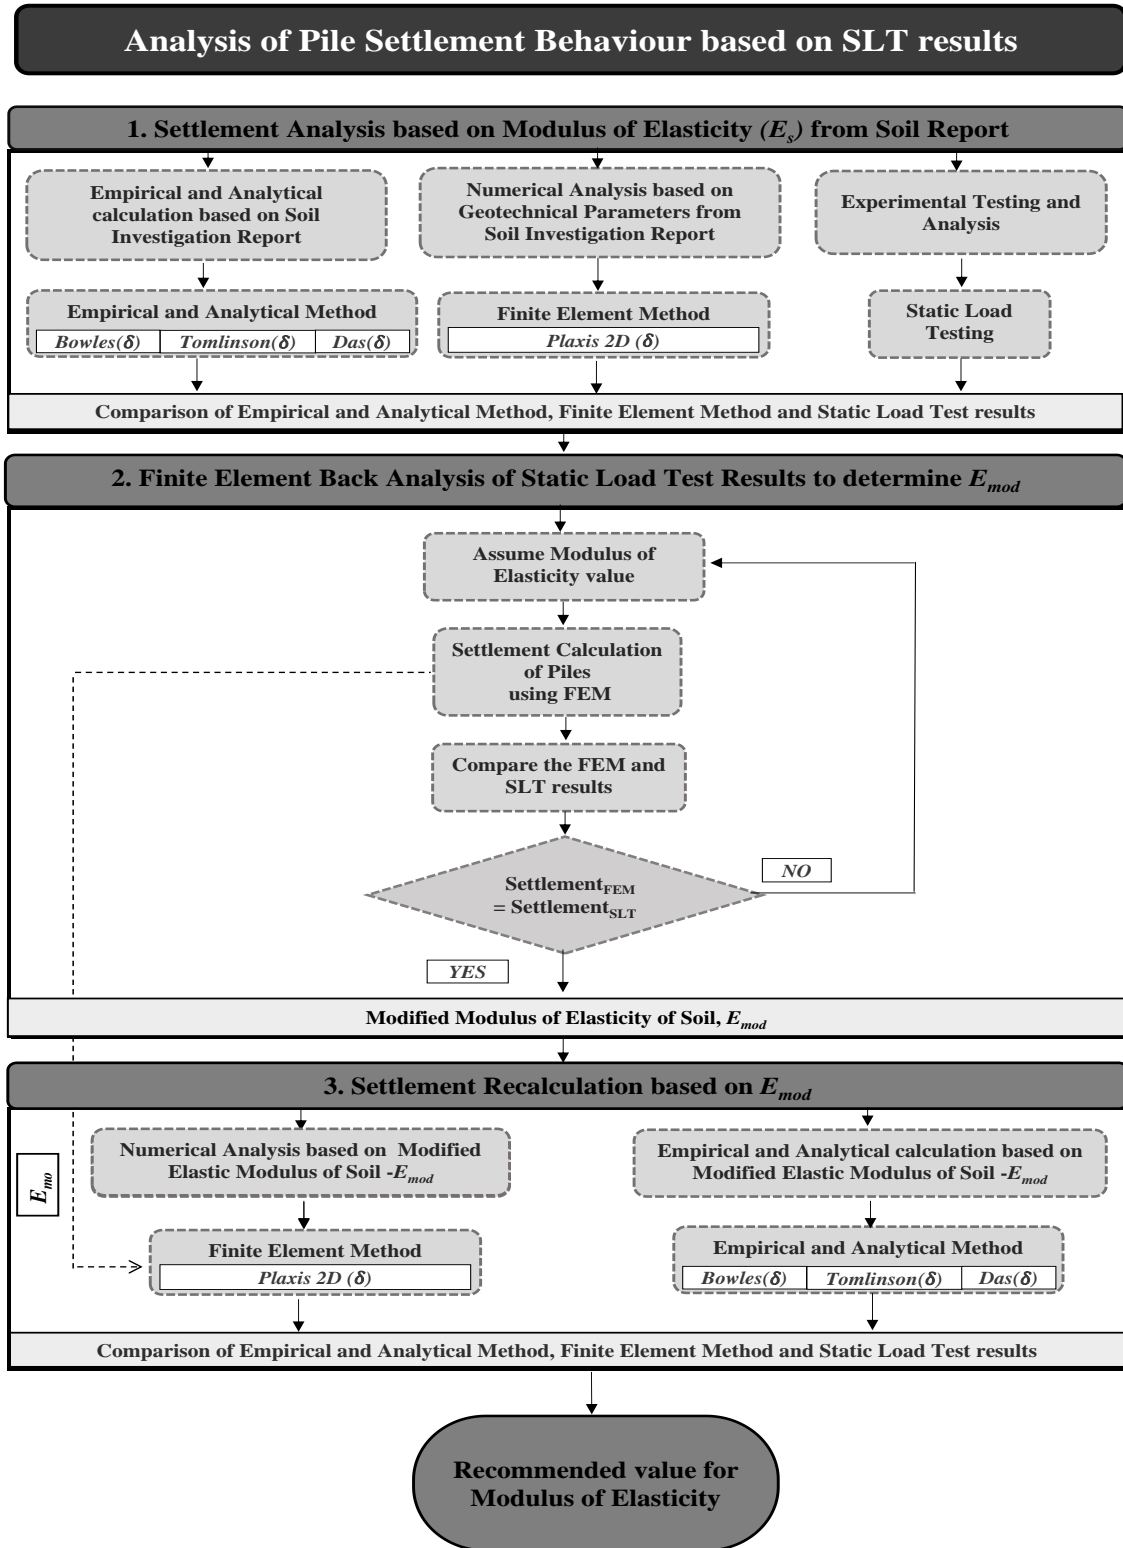 Analysis of Pile Settlement Behaviour based on SLT results
1. Settlement Analysis based on Modulus of Elasticity (Es) from Soil Report
Empirical and Analytical
calculation based on Soil
Investigation Report
Numerical Analysis based on
Geotechnical Parameters from
Soil Investigation Report
Experimental Testing and
Analysis
Empirical and Analytical Method
Bowles(δ) Tomlinson(δ) Das(δ)
Finite Element Method
Plaxis 2D (δ)
Static Load
Testing
Comparison of Empirical and Analytical Method, Finite Element Method and Static Load Test results
2. Finite Element Back Analysis of Static Load Test Results to determine Emod
Assume Modulus of
Elasticity value
Settlement Calculation
of Piles
using FEM
Compare the FEM and
SLT results
SettlementFEM
= SettlementSLT
NO
YES
Modified Modulus of Elasticity of Soil, Emod
3. Settlement Recalculation based on Emod
Numerical Analysis based on Modified
Elastic Modulus of Soil -Emod
Empirical and Analytical calculation based on
Modified Elastic Modulus of Soil -Emod
Emo
Finite Element Method
Plaxis 2D (δ)
Empirical and Analytical Method
Bowles(δ) Tomlinson(δ) Das(δ)
Comparison of Empirical and Analytical Method, Finite Element Method and Static Load Test results
Recommended value for
Modulus of Elasticity